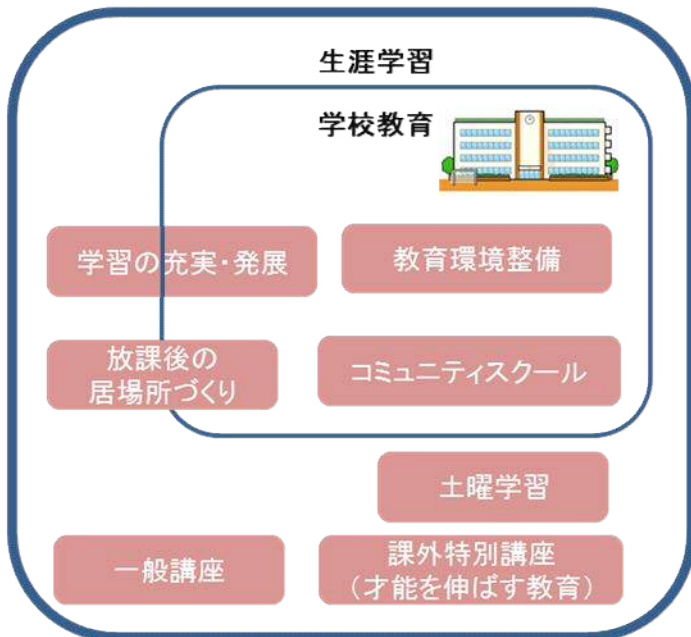 生涯学習
学校教育
学習の充実・発展
教育環境整備
放課後の
居場所づくり
コミュニティスクール
土曜学習
一般講座
課外特別講座
（才能を伸ばす教育）